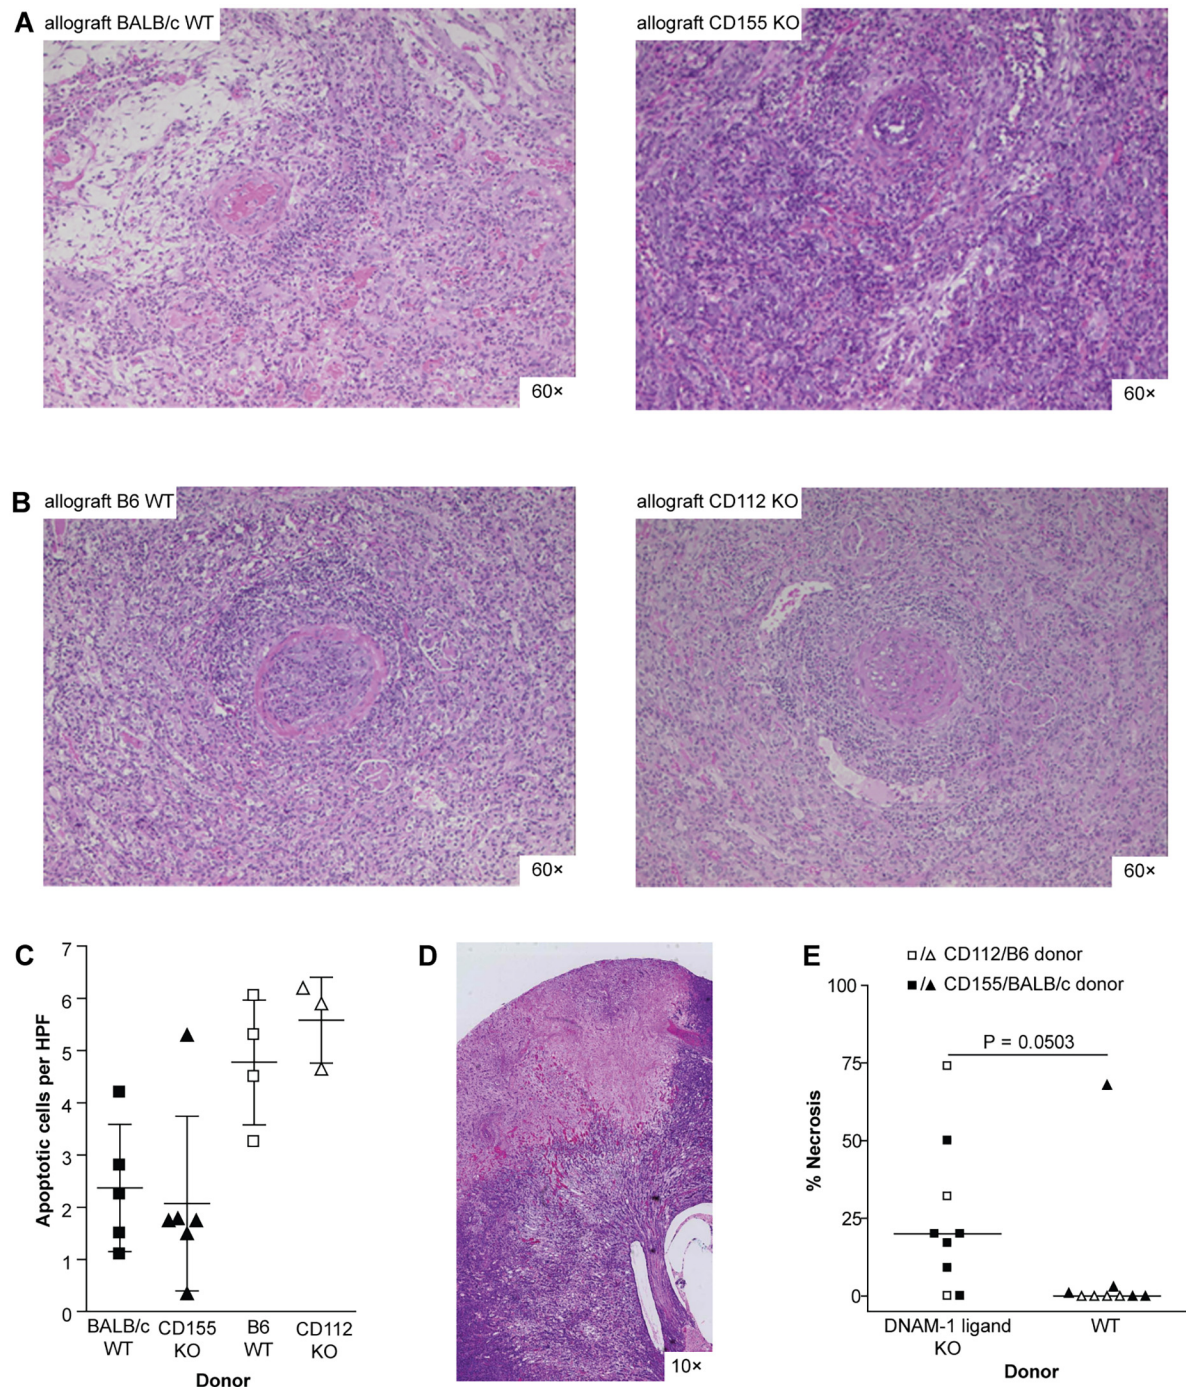 A allograft BALB/c WT
allograft CD155 KO
60×
60×
B allograft B6 WT
allograft CD112 KO
60×
60×
C
7
6
5
4
3
2
1
0
Apoptotic cells per HPF
BALB/c
WT
CD155
KO
B6
WT
CD112
KO
Donor
D
10×
E
□/△ CD112/B6 donor
■/▲ CD155/BALB/c donor
P = 0.0503
100
75
50
25
0
% Necrosis
DNAM-1 ligand
KO
WT
Donor